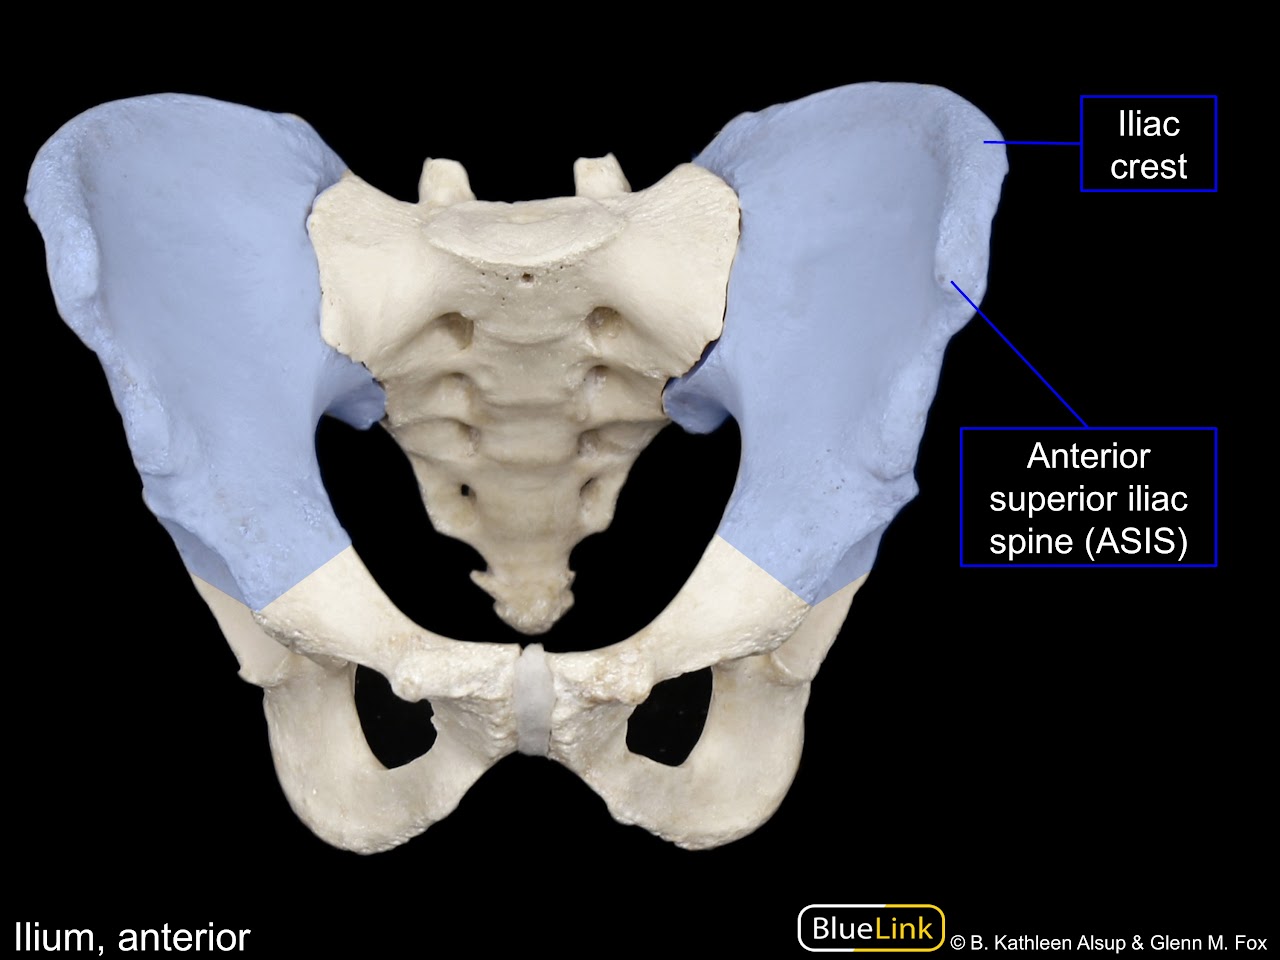 Iliac
crest
Anterior
superior iliac
spine (ASIS)
Ilium, anterior
BlueLink
© B. Kathleen Alsup & Glenn M. Fox